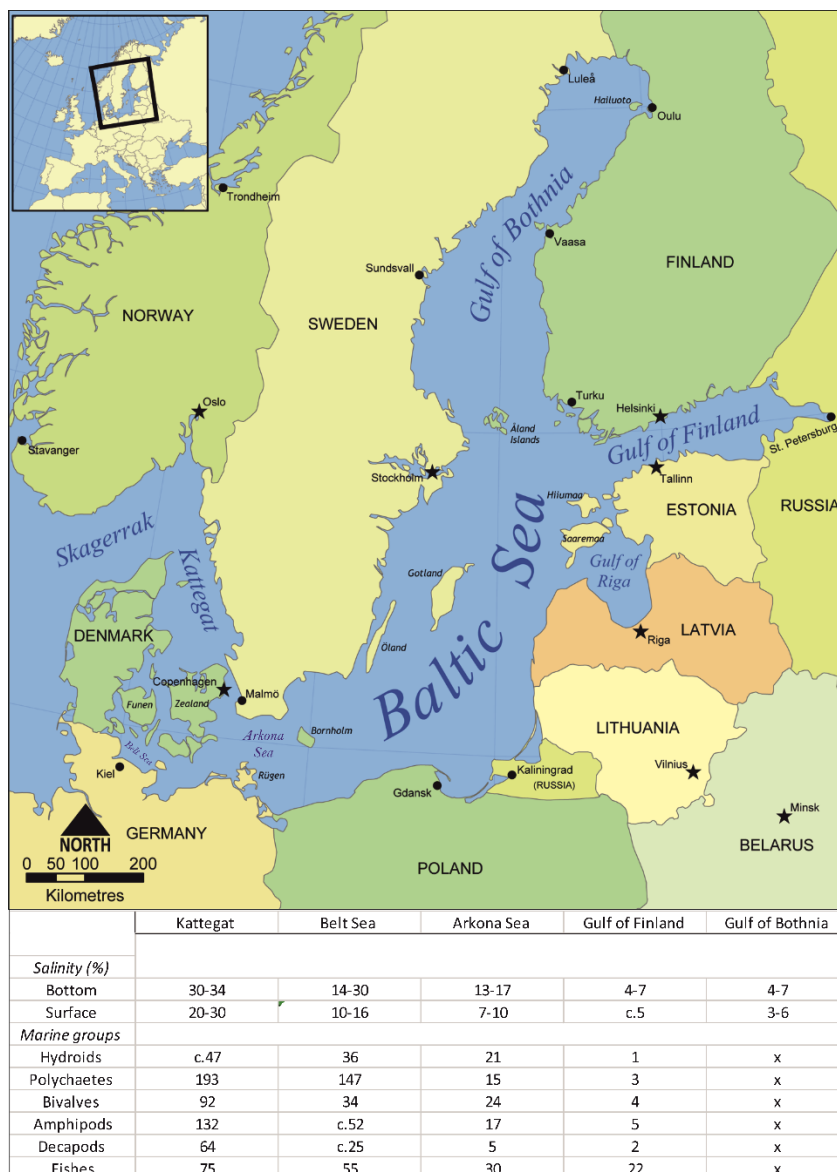 Luleå
Hailuoto
Oulu
Trondheim
Gulf of Bothnia
Vaasa
FINLAND
Sundsvall
NORWAY
SWEDEN
Oslo
Turku
Helsinki
Åland
Islands
Gulf of Finland
St. Petersburg
Stavanger
Stockholm
Tallinn
Hiiumaa
ESTONIA
RUSSIA
Skagerrak
Kattegat
Saaremaa
Gulf of
Riga
Gotland
Baltic Sea
DENMARK
Öland
Riga
LATVIA
Copenhagen
Malmö
Funen
Zealand
LITHUANIA
Arkona
Sea
Bornholm
Belt Sea
Kiel
Rügen
Kaliningrad
(RUSSIA)
Vilnius
Gdansk
Minsk
NORTH
GERMANY
POLAND
BELARUS
0 50 100 200
Kilometres
Kattegat Belt Sea Arkona Sea Gulf of Finland Gulf of Bothnia
Salinity (%)
Bottom 30-34 14-30 13-17 4-7 4-7
Surface 20-30 10-16 7-10 c.5 3-6
Marine groups
Hydroids c.47 36 21 1 x
Polychaetes 193 147 15 3 x
Bivalves 92 34 24 4 x
Amphipods 132 c.52 17 5 x
Decapods 64 c.25 5 2 x
Fishes 75 55 30 22 x